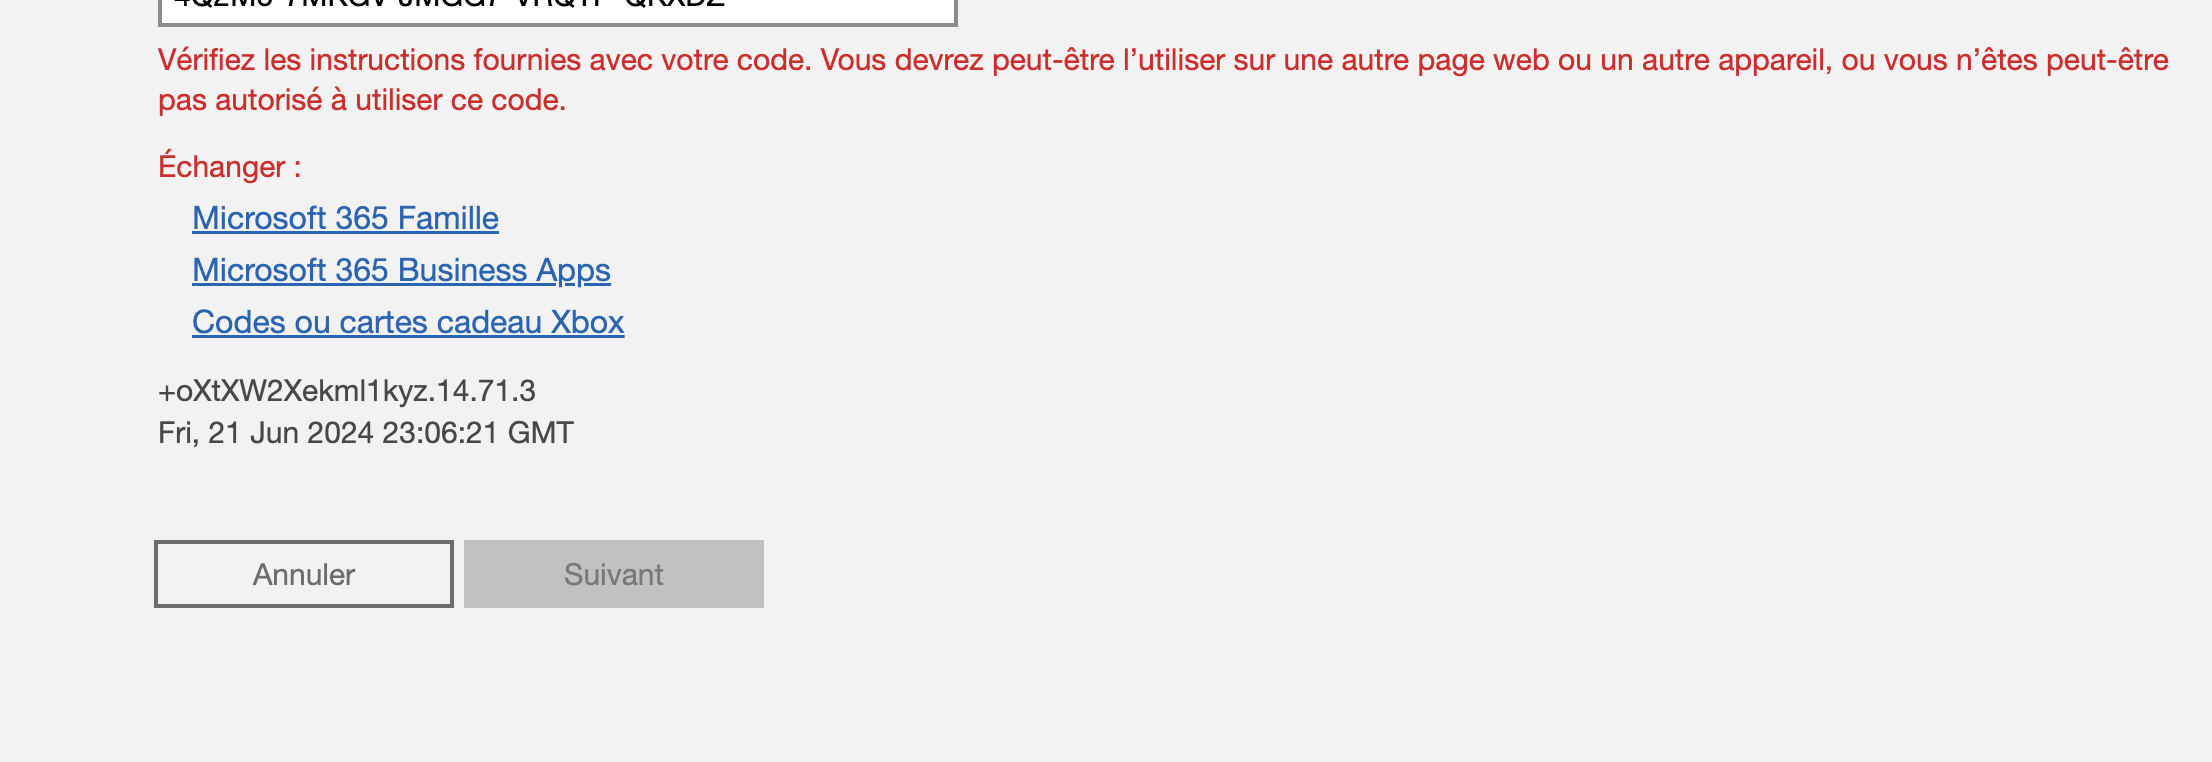 Vérifiez les instructions fournies avec votre code. Vous devrez peut-être l’utiliser sur une autre page web ou un autre appareil, ou vous n’êtes peut-être
pas autorisé à utiliser ce code.
Échanger :
Microsoft 365 Famille
Microsoft 365 Business Apps
Codes ou cartes cadeau Xbox
+oXtXW2Xekml1kyz.14.71.3
Fri, 21 Jun 2024 23:06:21 GMT
Annuler
Suivant